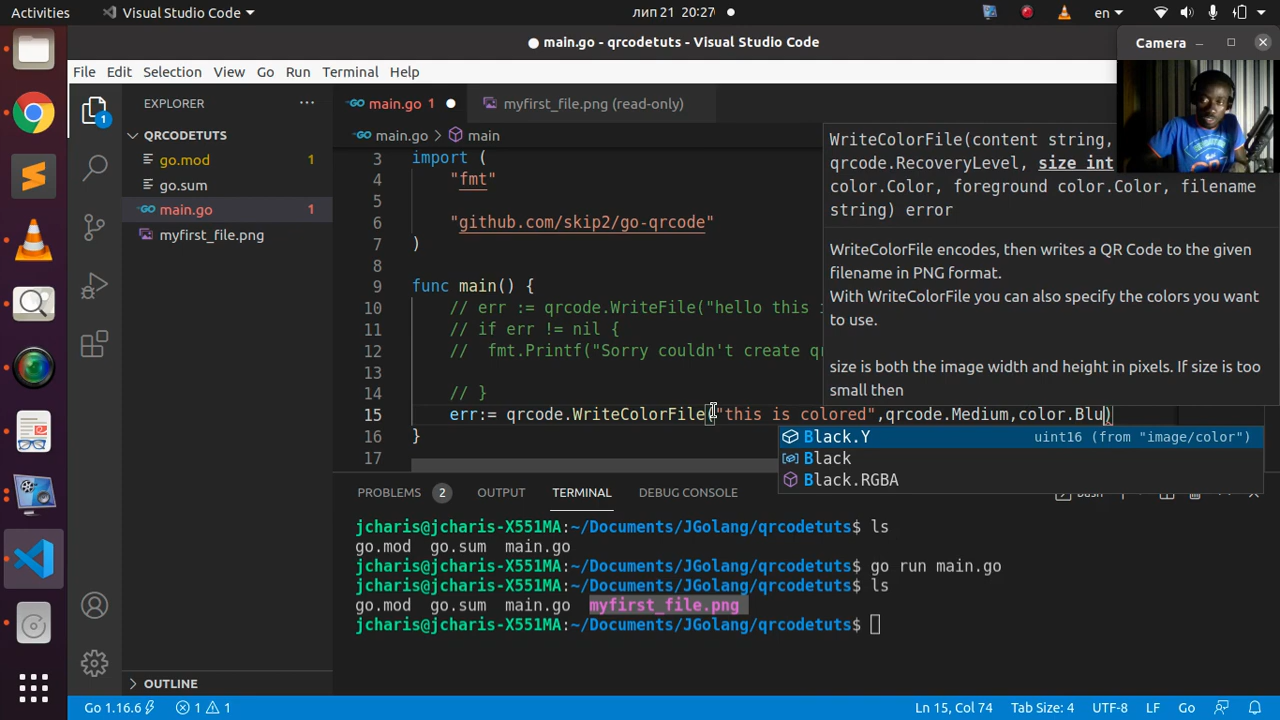 Activities
Visual Studio Code
лип 21 20:27
en
main.go - qrcodetuts - Visual Studio Code
Camera
File Edit Selection View Go Run Terminal Help
EXPLORER
main.go 1
myfirst_file.png (read-only)
1
QRCODETUTS
go.mod 1
go.sum
main.go 1
myfirst_file.png
OUTLINE
main.go > main
3 import (
4 "fmt"
5
6 "github.com/skip2/go-qrcode"
7 )
8
9 func main() {
10 // err := qrcode.WriteFile("hello this i
11 // if err != nil {
12 // fmt.Printf("Sorry couldn't create qr
13
14 // }
15 err:= qrcode.WriteColorFile("this is colored",qrcode.Medium,color.Blu)
16 }
17
WriteColorFile(content string,
qrcode.RecoveryLevel, size int
color.Color, foreground color.Color, filename
string) error
WriteColorFile encodes, then writes a QR Code to the given
filename in PNG format.
With WriteColorFile you can also specify the colors you want
to use.
size is both the image width and height in pixels. If size is too
small then
Black.Y uint16 (from "image/color")
Black
Black.RGBA
PROBLEMS 2 OUTPUT TERMINAL DEBUG CONSOLE
jcharis@jcharis-X551MA:~/Documents/JGolang/qrcodetuts$ ls
go.mod go.sum main.go
jcharis@jcharis-X551MA:~/Documents/JGolang/qrcodetuts$ go run main.go
jcharis@jcharis-X551MA:~/Documents/JGolang/qrcodetuts$ ls
go.mod go.sum main.go myfirst_file.png
jcharis@jcharis-X551MA:~/Documents/JGolang/qrcodetuts$
Go 1.16.6 1 1 Ln 15, Col 74 Tab Size: 4 UTF-8 LF Go